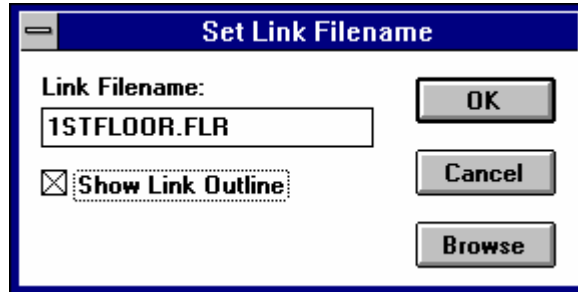 Set Link Filename
Link Filename:
OK
1STFLOOR.FLR
Show Link Outline
Cancel
Browse